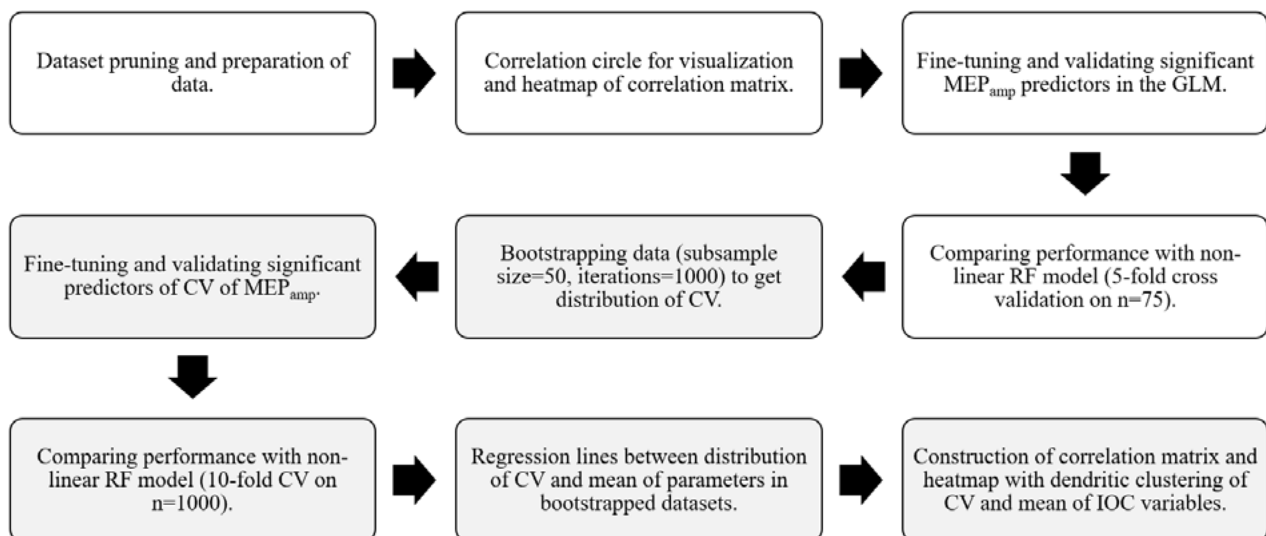 Dataset pruning and preparation of
data.
Correlation circle for visualization
and heatmap of correlation matrix.
Fine-tuning and validating significant
MEPamp predictors in the GLM.
Comparing performance with non-
linear RF model (5-fold cross
validation on n=75).
Bootstrapping data (subsample
size=50, iterations=1000) to get
distribution of CV.
Fine-tuning and validating significant
predictors of CV of MEPamp.
Comparing performance with non-
linear RF model (10-fold CV on
n=1000).
Regression lines between distribution
of CV and mean of parameters in
bootstrapped datasets.
Construction of correlation matrix and
heatmap with dendritic clustering of
CV and mean of IOC variables.